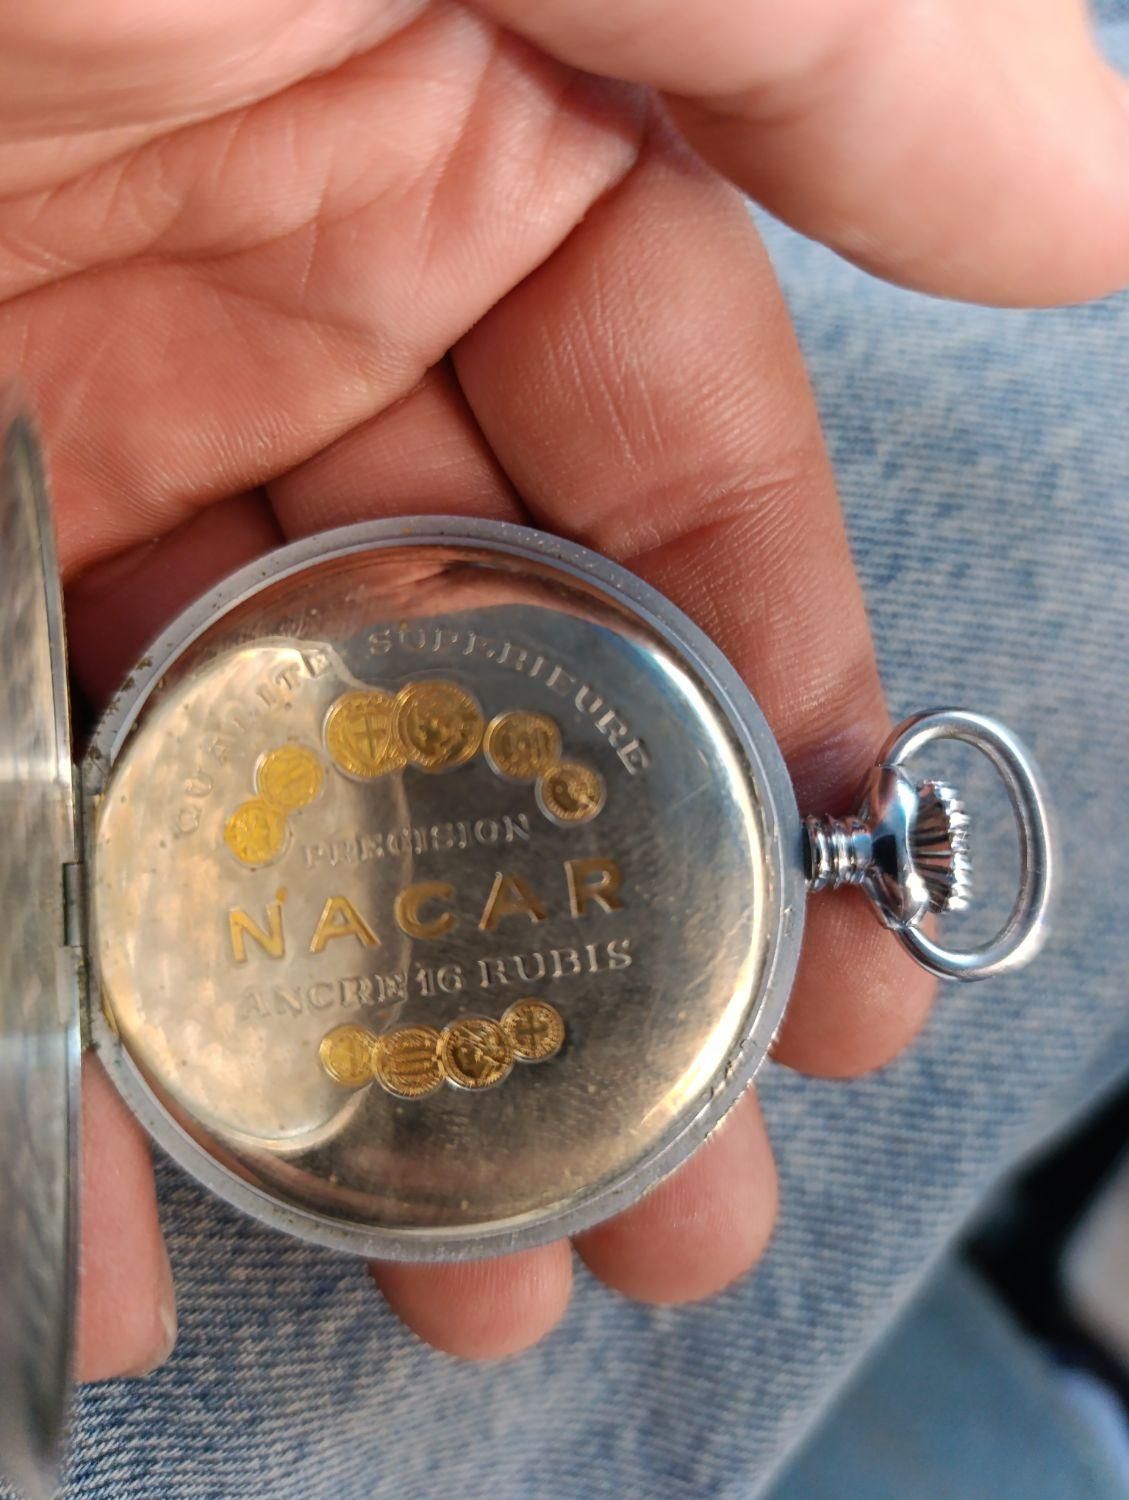 QUALITE SUPERIEURE
PRECISION
NACAR
ANCRE 16 RUBIS